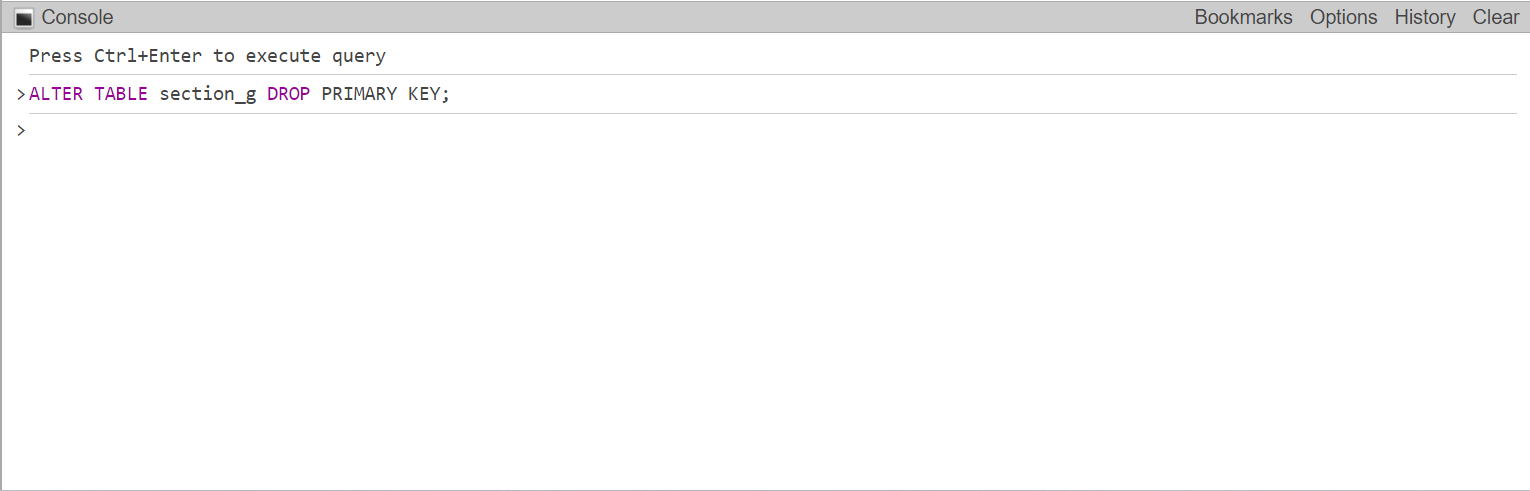 Console Bookmarks Options History Clear
Press Ctrl+Enter to execute query
>ALTER TABLE section_g DROP PRIMARY KEY;
>